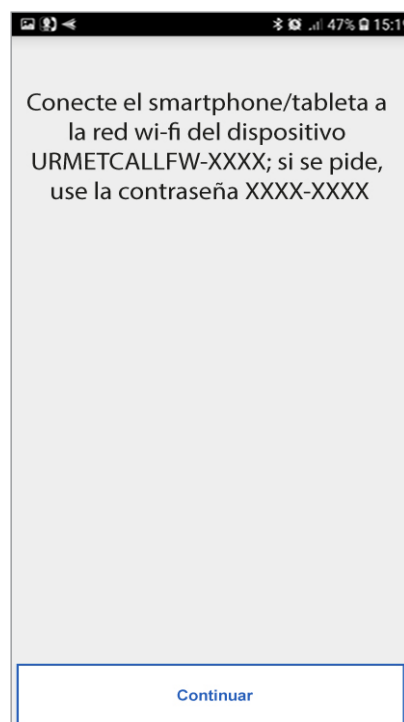 47% 15:19
Conecte el smartphone/tableta a
la red wi-fi del dispositivo
URMETCALLFW-XXXX; si se pide,
use la contraseña XXXX-XXXX
Continuar